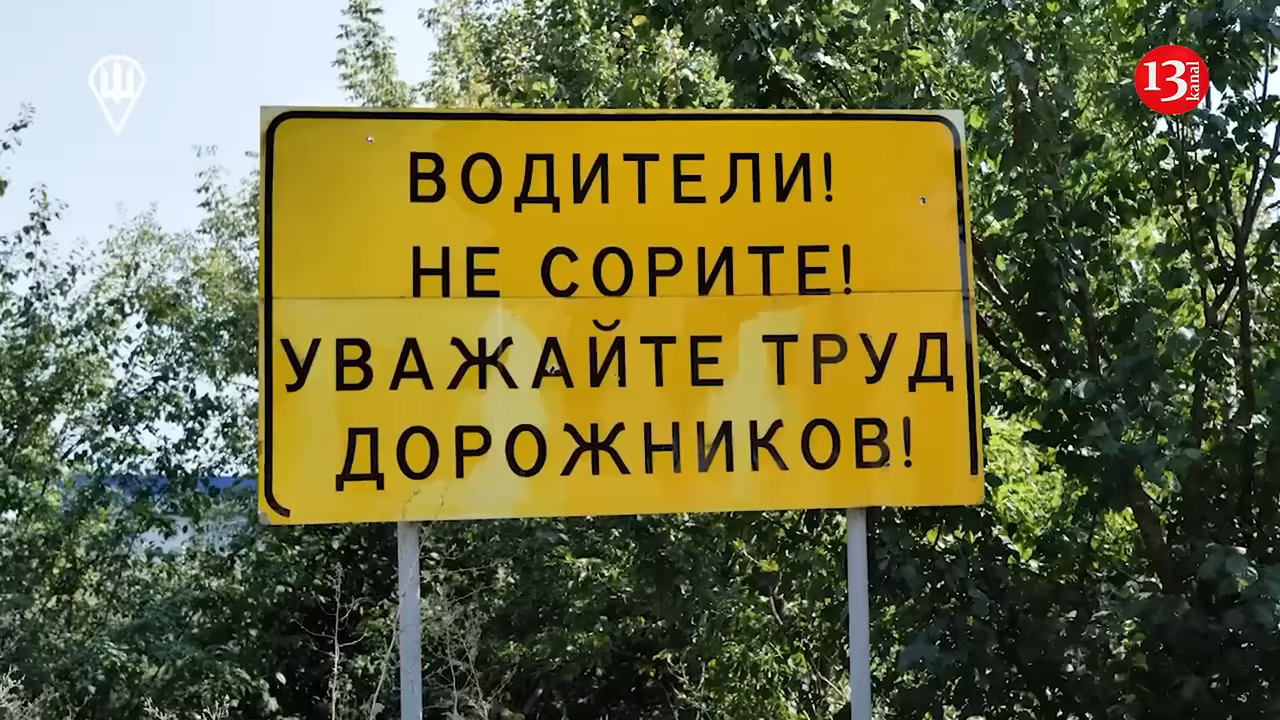 13
kanal
ВОДИТЕЛИ!
НЕ СОРИТЕ!
УВАЖАЙТЕ ТРУД
ДОРОЖНИКОВ!